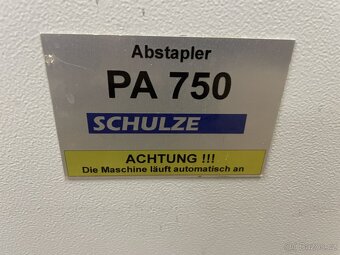 Abstapler
PA 750
SCHULZE
ACHTUNG !!!
Die Maschine läuft automatisch an